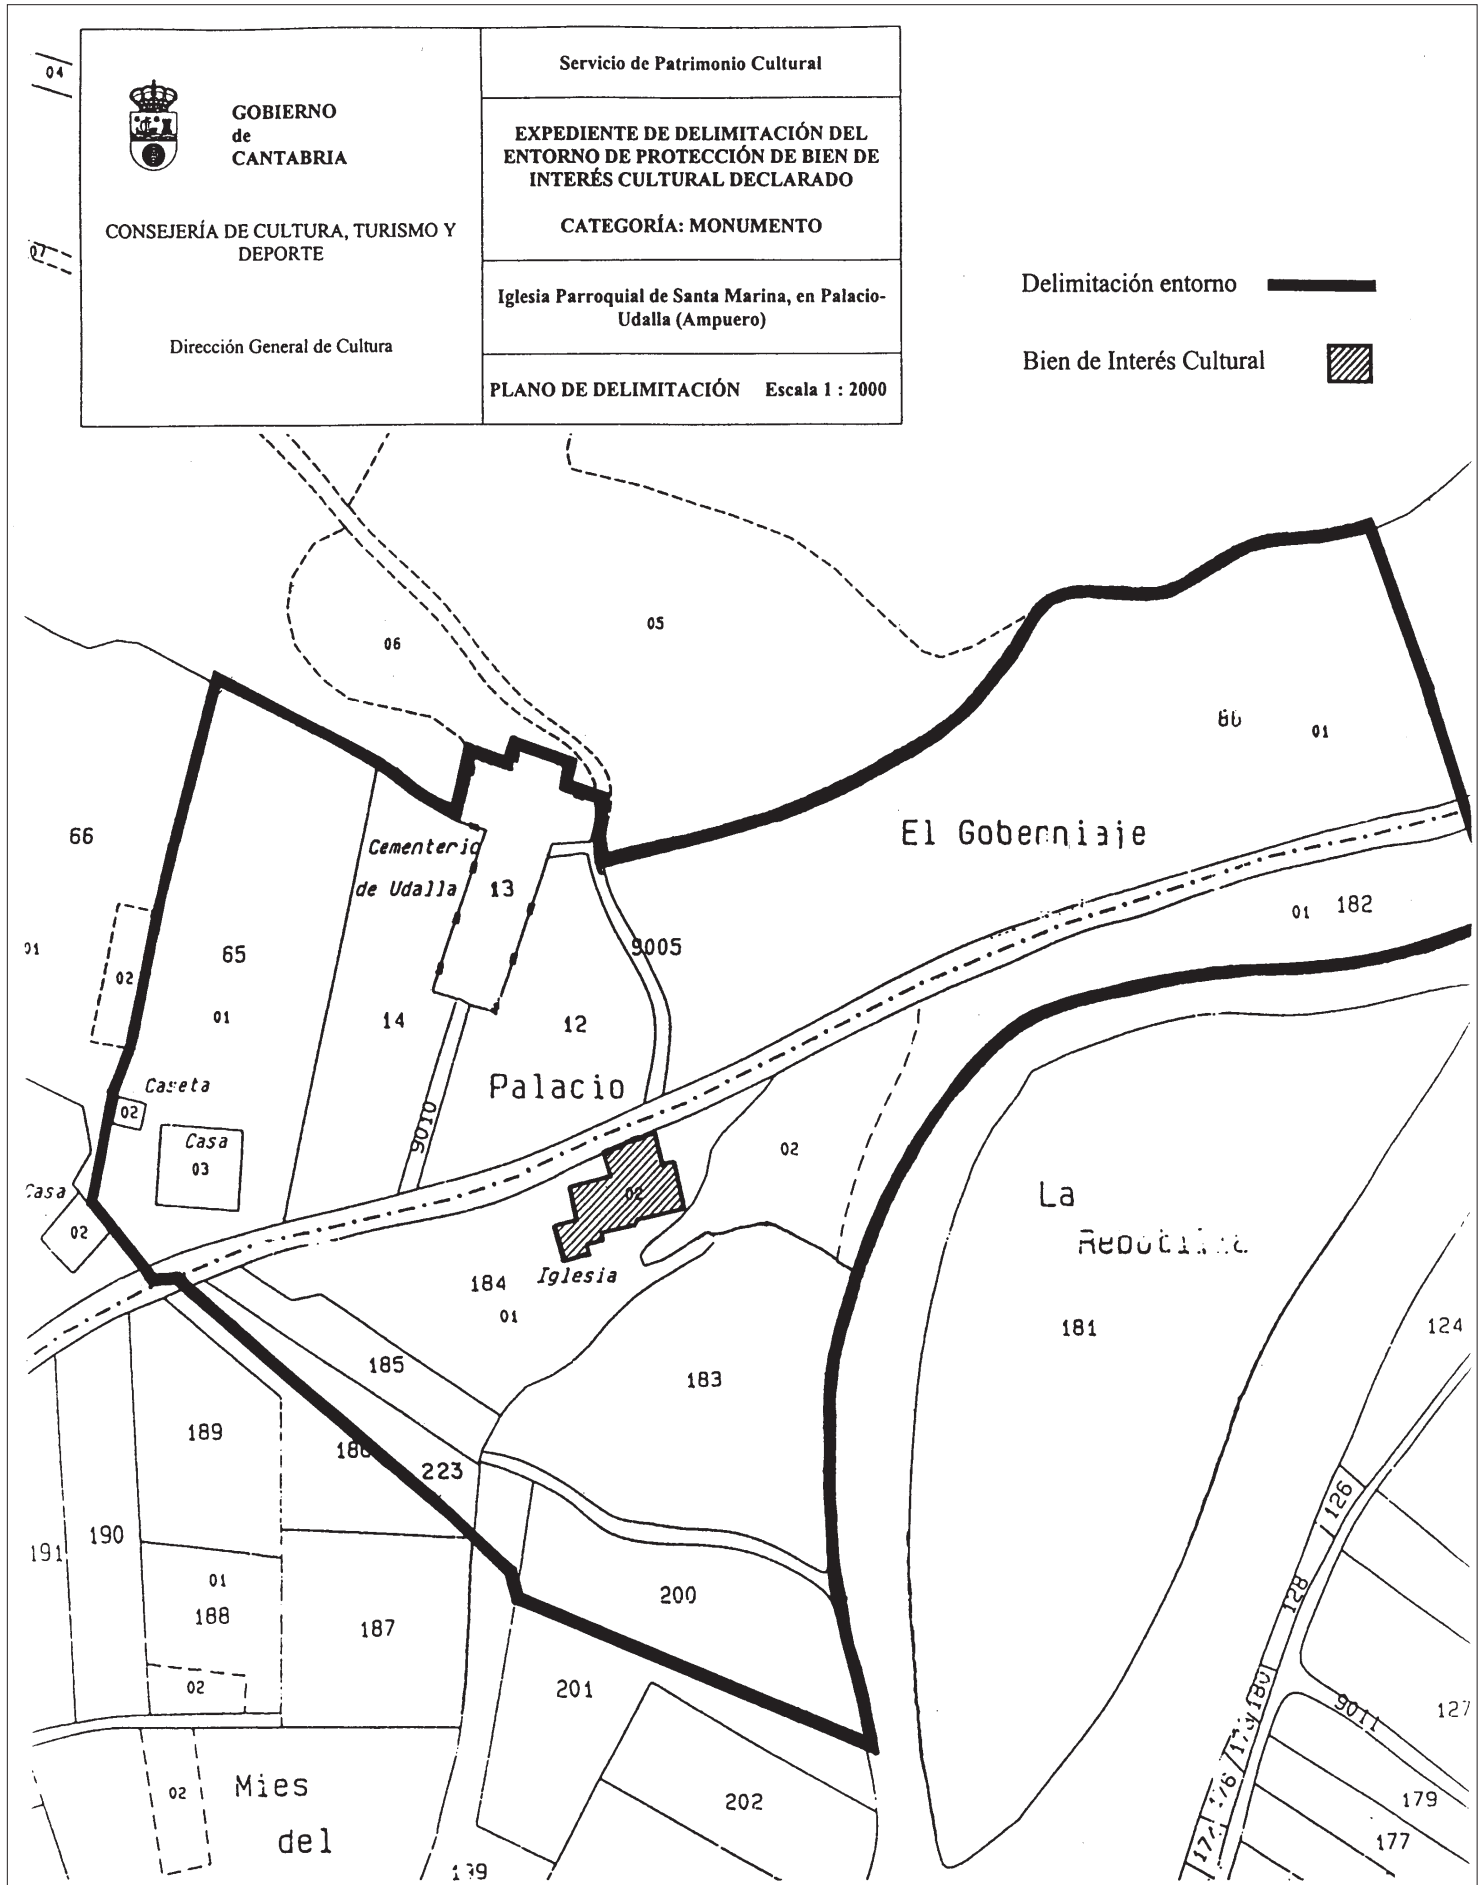 04
07
GOBIERNO
de
CANTABRIA
CONSEJERÍA DE CULTURA, TURISMO Y
DEPORTE
Dirección General de Cultura
Servicio de Patrimonio Cultural
EXPEDIENTE DE DELIMITACIÓN DEL
ENTORNO DE PROTECCIÓN DE BIEN DE
INTERÉS CULTURAL DECLARADO
CATEGORÍA: MONUMENTO
Iglesia Parroquial de Santa Marina, en Palacio-
Udalla (Ampuero)
PLANO DE DELIMITACIÓN Escala 1 : 2000
Delimitación entorno
Bien de Interés Cultural
05
06
01
66
El Goberniaje
Cementerio
de Udalla
13
01 182
01
65
02
9005
01
14
12
Palacio
Caseta
02
9010
Casa
03
02
02
Casa
02
La
184
Iglesia
01
181
124
185
183
189
186
223
126
190
191
01
188
187
200
128
02
201
180
9011
127
02
Mies
del
202
179
177